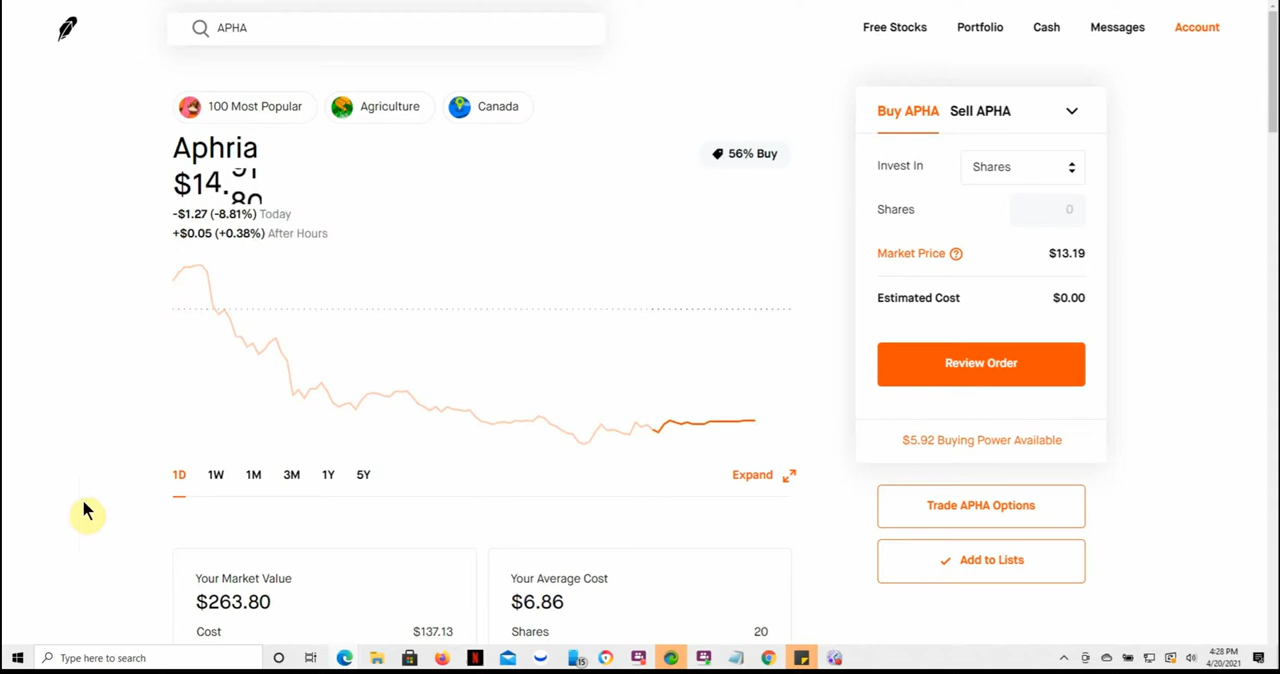 APHA
Free Stocks
Portfolio
Cash
Messages
Account
100 Most Popular
Agriculture
Canada
Aphria
56% Buy
$14.
-$1.27 (-8.81%) Today
+$0.05 (+0.38%) After Hours
1D
1W
1M
3M
1Y
5Y
Expand
Your Market Value
$263.80
Cost
$137.13
Your Average Cost
$6.86
Shares
20
Buy APHA
Sell APHA
Invest In
Shares
Shares
0
Market Price ?
$13.19
Estimated Cost
$0.00
Review Order
$5.92 Buying Power Available
Trade APHA Options
Add to Lists
Type here to search
15
4:28 PM
4/20/2021